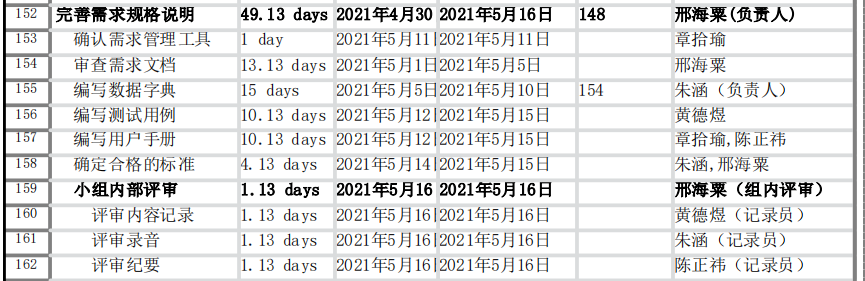 152 完善需求规格说明 49.13 days 2021年4月30 2021年5月16日 148 邢海粟(负责人)
153 确认需求管理工具 1 day 2021年5月11日 2021年5月11日 章拾瑜
154 审查需求文档 13.13 days 2021年5月1日 2021年5月5日 邢海粟
155 编写数据字典 15 days 2021年5月5日 2021年5月10日 154 朱涵（负责人）
156 编写测试用例 10.13 days 2021年5月12日 2021年5月15日 黄德煜
157 编写用户手册 10.13 days 2021年5月12日 2021年5月15日 章拾瑜,陈正祎
158 确定合格的标准 4.13 days 2021年5月14日 2021年5月15日 朱涵,邢海粟
159 小组内部评审 1.13 days 2021年5月16 2021年5月16日 邢海粟（组内评审）
160 评审内容记录 1.13 days 2021年5月16日 2021年5月16日 黄德煜（记录员）
161 评审录音 1.13 days 2021年5月16日 2021年5月16日 朱涵（记录员）
162 评审纪要 1.13 days 2021年5月16日 2021年5月16日 陈正祎（记录员）